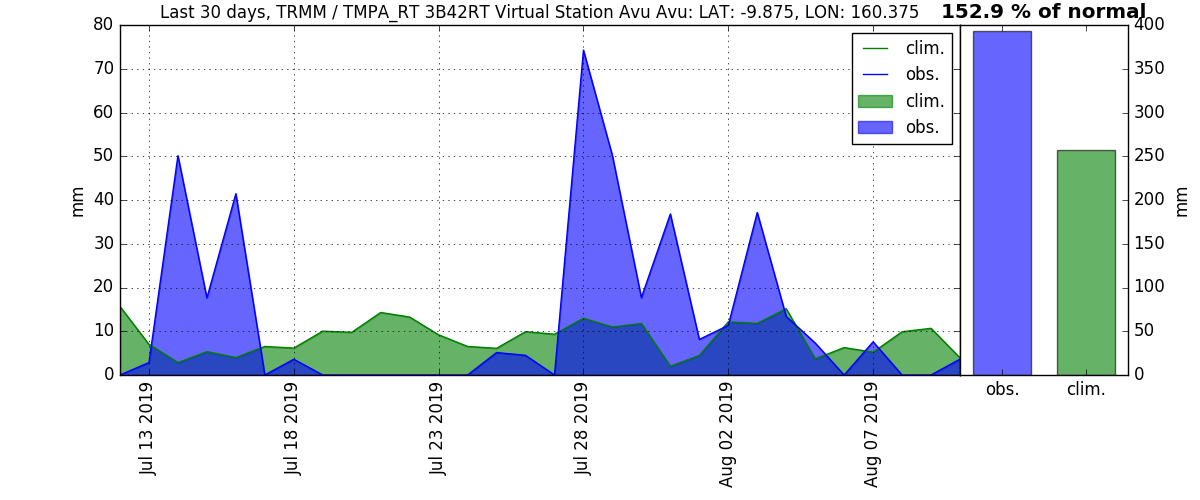 Last 30 days, TRMM / TMPA_RT 3B42RT Virtual Station Avu Avu: LAT: -9.875, LON: 160.375
152.9 % of normal
80
70
60
50
40
30
20
10
0
mm
clim.
obs.
clim.
obs.
Jul 13 2019
Jul 18 2019
Jul 23 2019
Jul 28 2019
Aug 02 2019
Aug 07 2019
400
350
300
250
200
150
100
50
0
mm
obs.
clim.